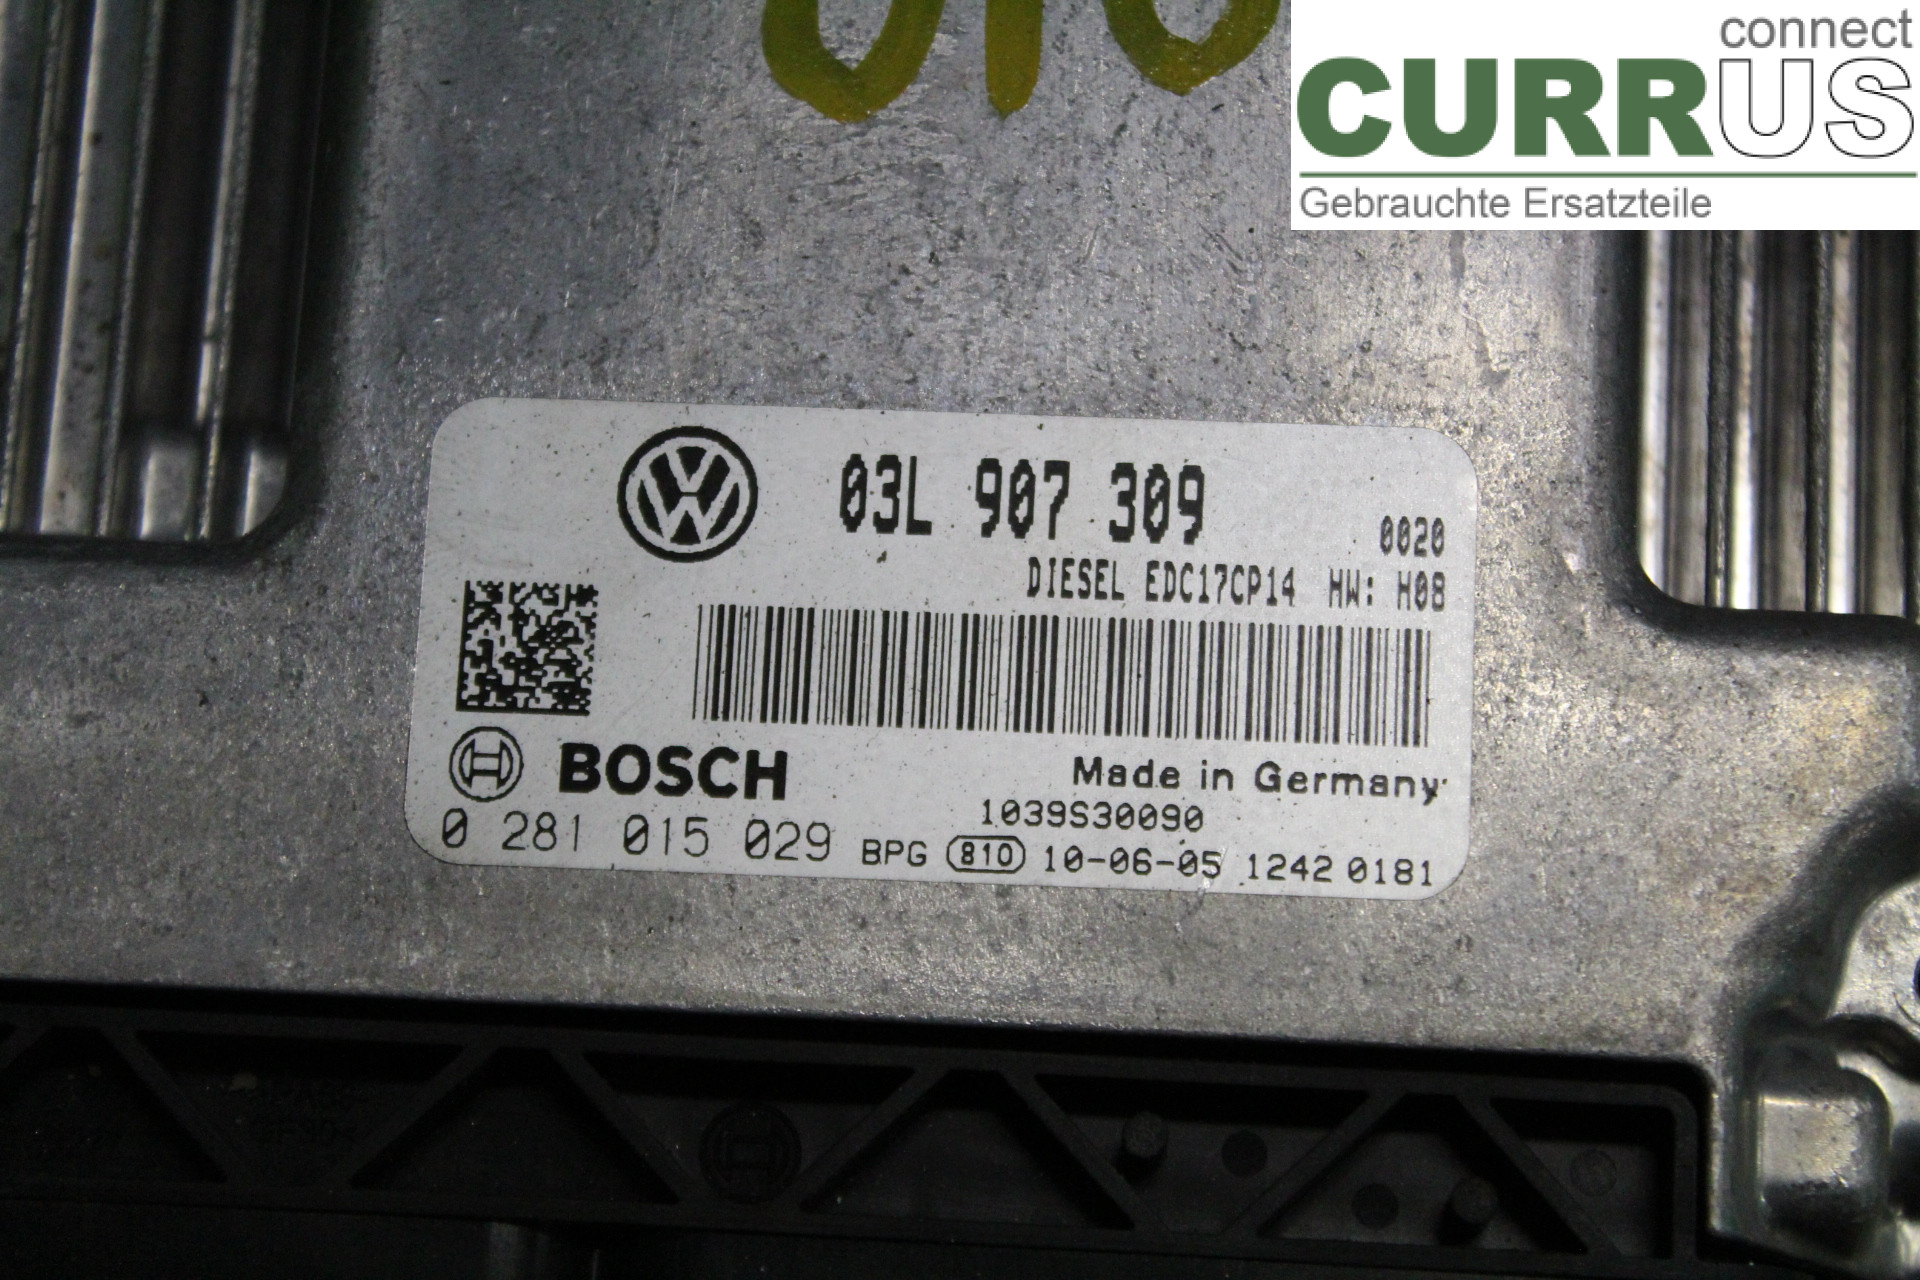 connect
CURRUS
Gebrauchte Ersatzteile
03L 907 309
0020
DIESEL EDC17CP14 HW: H08
BOSCH
Made in Germany
1039S30090
0 281 015 029 BPG 810 10-06-05 1242 0181